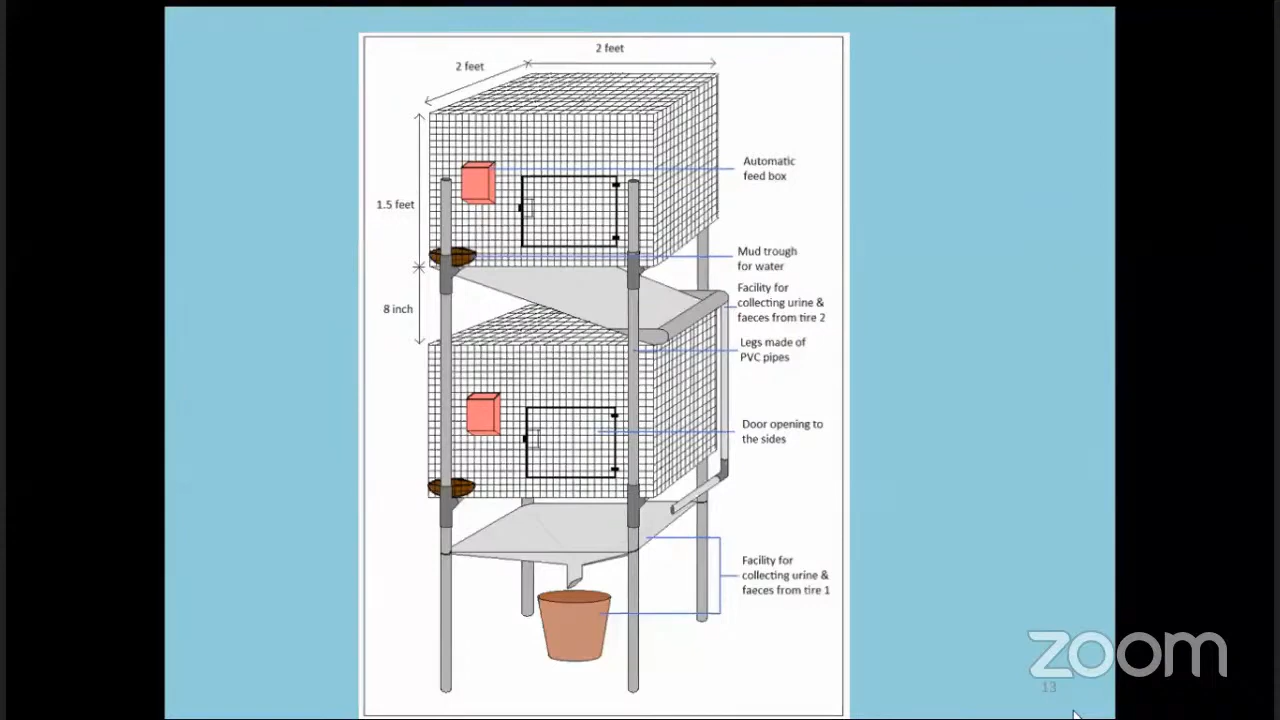 2 feet
2 feet
Automatic
feed box
1.5 feet
Mud trough
for water
Facility for
collecting urine &
faeces from tire 2
8 inch
Legs made of
PVC pipes
Door opening to
the sides
Facility for
collecting urine &
faeces from tire 1
zoom
13